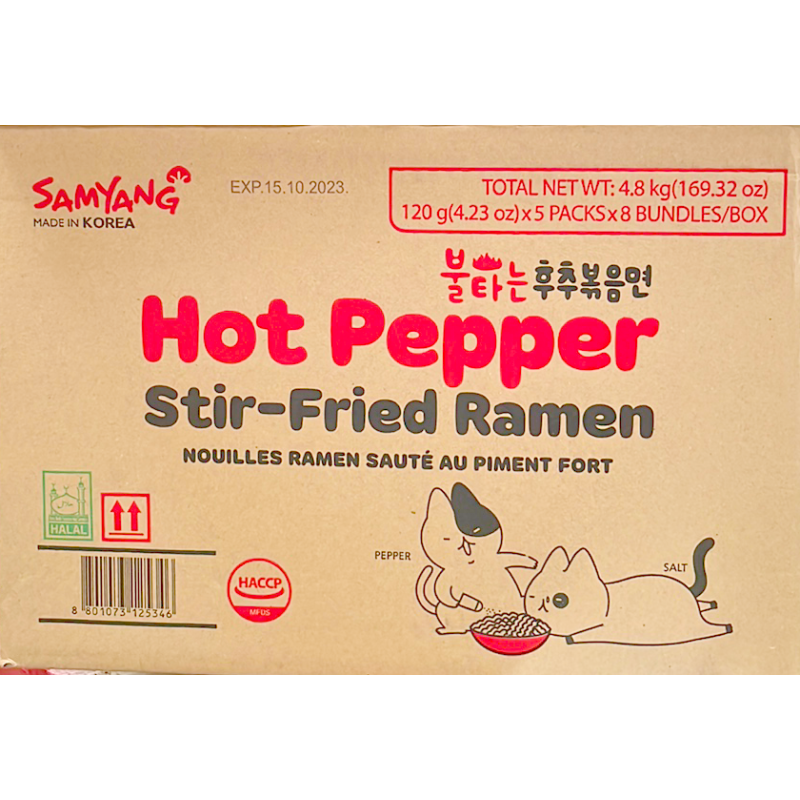 SAMYANG
MADE IN KOREA
EXP.15.10.2023.
TOTAL NET WT: 4.8 kg(169.32 oz)
120 g(4.23 oz)x5 PACKSx8 BUNDLES/BOX
불타는후추볶음면
Hot Pepper
Stir-Fried Ramen
NOUILLES RAMEN SAUTÉ AU PIMENT FORT
HALAL
PEPPER
SALT
HACCP
MFDS
8 801073 125346